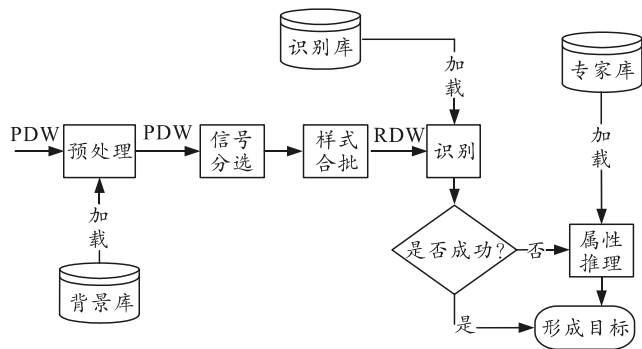 识别库
加
载
专家库
加
载
PDW
预处理
PDW
信号
分选
样式
合批
RDW
识别
加
载
背景库
是否成功?
否
属性
推理
是
形成目标